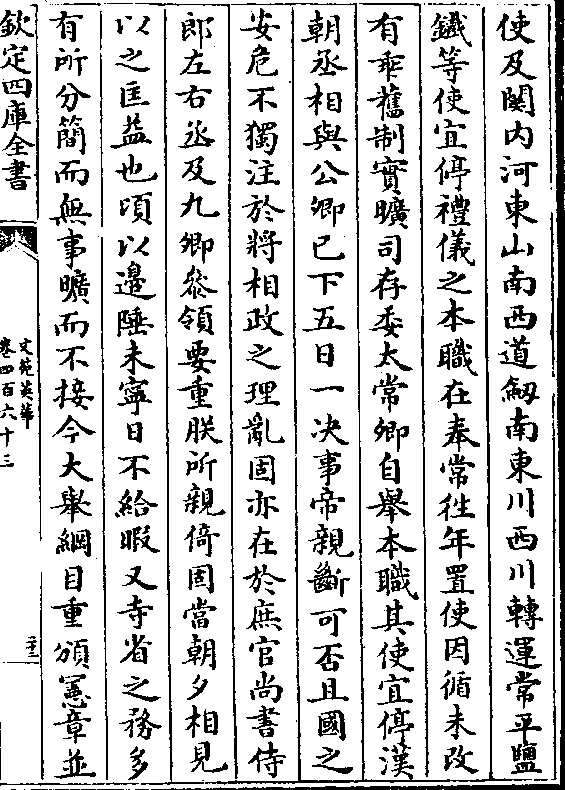 使及關内河東山南西道劒南東川西川轉運常平鹽
鐵等使宜停禮儀之本職在奉常徃年置使因循未改
有乖舊制實曠司存委太常卿自舉本職其使宜停漢
朝丞相與公卿已下五日一决事帝親斷可否且國之
安危不獨注於將相政之理亂固亦在於庶官尚書侍
郎左右丞及九卿叅領要重朕所親倚固當朝夕相見
以之匡益也頃以邉陲未寧日不給暇又寺省之務多
有所分簡而無事曠而不接今大舉綱目重頒憲章並
欽定四庫全書
文苑英華
卷四百六十三
二十二